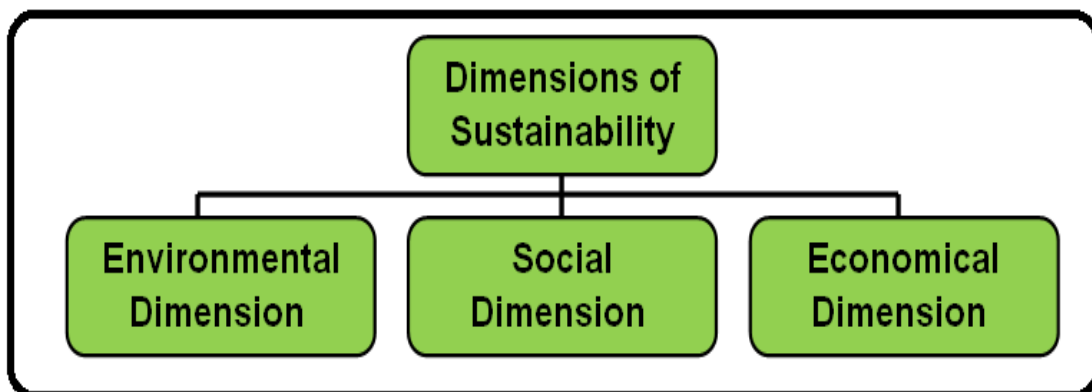 Dimensions of
Sustainability
Environmental
Dimension
Social
Dimension
Economical
Dimension